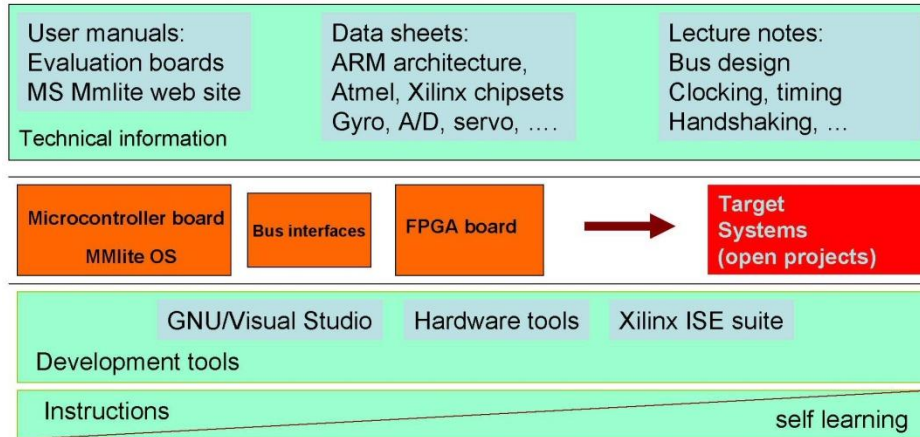 User manuals:
Evaluation boards
MS Mmlite web site
Data sheets:
ARM architecture,
Atmel, Xilinx chipsets
Gyro, A/D, servo, ….
Lecture notes:
Bus design
Clocking, timing
Handshaking, …
Technical information
Microcontroller board
MMlite OS
Bus interfaces
FPGA board
Target
Systems
(open projects)
GNU/Visual Studio
Hardware tools
Xilinx ISE suite
Development tools
Instructions
self learning